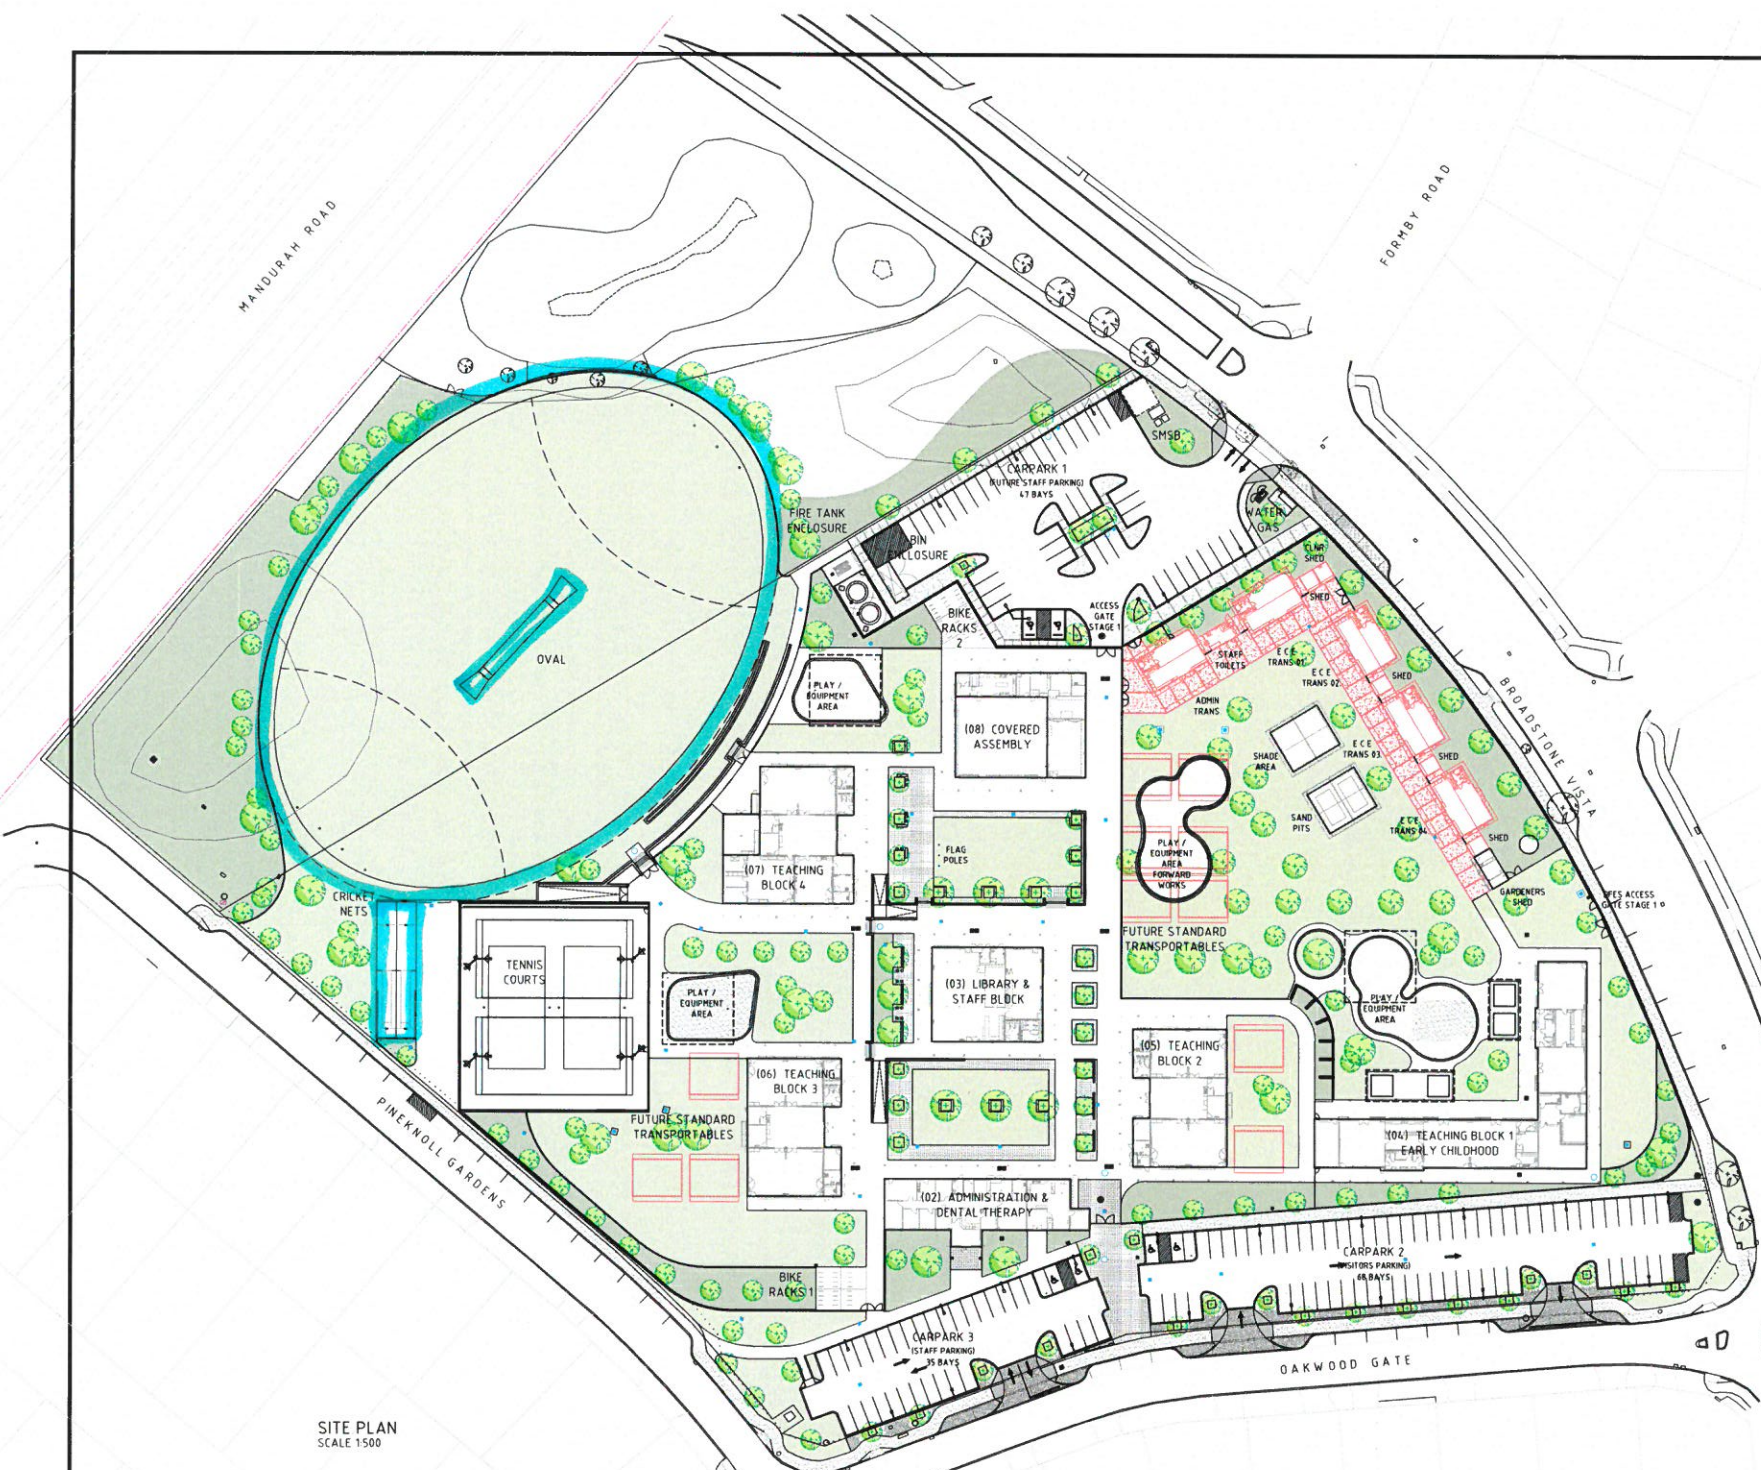 MANDURAH ROAD
FORMBY ROAD
SMSB
CARPARK 1
(FUTURE STAFF PARKING)
47 BAYS
FIRE TANK
ENCLOSURE
BIN
ENCLOSURE
WATER
GAS
CLNR
SHED
SHED
BIKE
RACKS
2
ACCESS
GATE
STAGE 1
OVAL
STAFF
TOILETS
E C E
TRANS 01
E C E
TRANS 02
SHED
PLAY /
EQUIPMENT
AREA
ADMIN
TRANS
BROADSTONE VISTA
(08) COVERED
ASSEMBLY
SHADE
AREA
E C E
TRANS 03
SHED
SAND
PITS
E C E
TRANS 04
SHED
FLAG
POLES
PLAY /
EQUIPMENT
AREA
FORWARD
WORKS
(07) TEACHING
BLOCK 4
CRICKET
NETS
GARDENERS
SHED
DFES ACCESS
GATE STAGE 1
FUTURE STANDARD
TRANSPORTABLES
TENNIS
COURTS
PLAY /
EQUIPMENT
AREA
(03) LIBRARY &
STAFF BLOCK
PLAY /
EQUIPMENT
AREA
(05) TEACHING
BLOCK 2
(06) TEACHING
BLOCK 3
PINEKNOLL GARDENS
FUTURE STANDARD
TRANSPORTABLES
(04) TEACHING BLOCK 1
EARLY CHILDHOOD
(02) ADMINISTRATION &
DENTAL THERAPY
CARPARK 2
(VISITORS PARKING)
68 BAYS
BIKE
RACKS 1
CARPARK 3
(STAFF PARKING)
35 BAYS
OAKWOOD GATE
SITE PLAN
SCALE 1:500